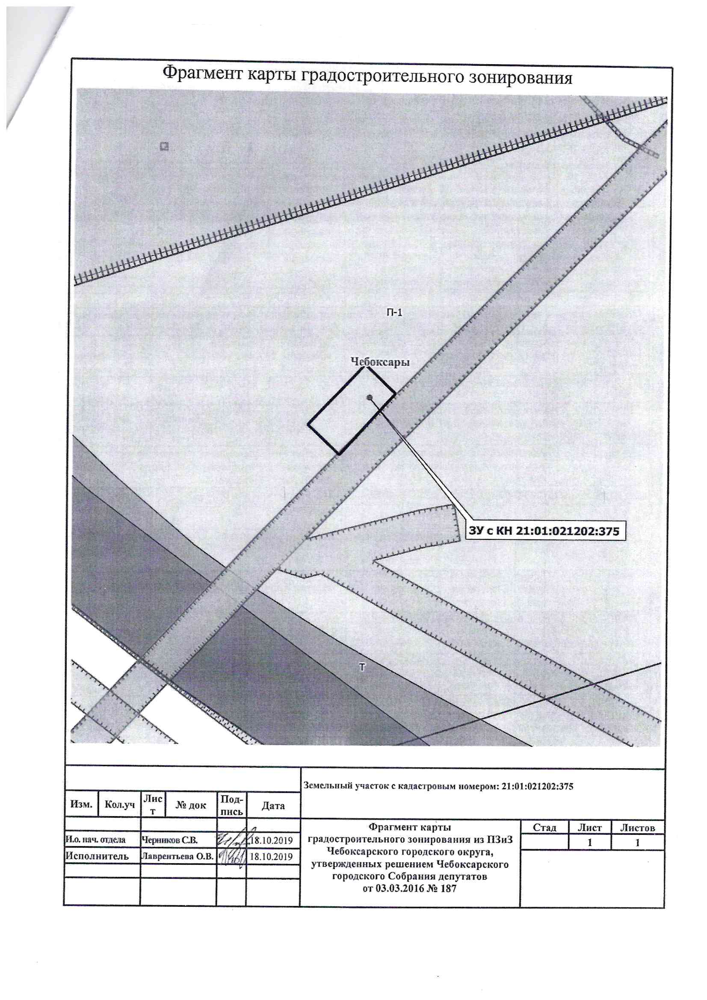 Фрагмент карты градостроительного зонирования
П-1
Чебоксары
ЗУ с КН 21:01:021202:375
Т
Земельный участок с кадастровым номером: 21:01:021202:375
Изм.
Кол.уч
Лис
т
№ док
Под-
пись
Дата
И.о. нач. отдела
Черников С.В.
18.10.2019
Исполнитель
Лаврентьева О.В.
18.10.2019
Фрагмент карты
градостроительного зонирования из ПЗиЗ
Чебоксарского городского округа,
утвержденных решением Чебоксарского
городского Собрания депутатов
от 03.03.2016 № 187
Стад
Лист
Листов
1
1